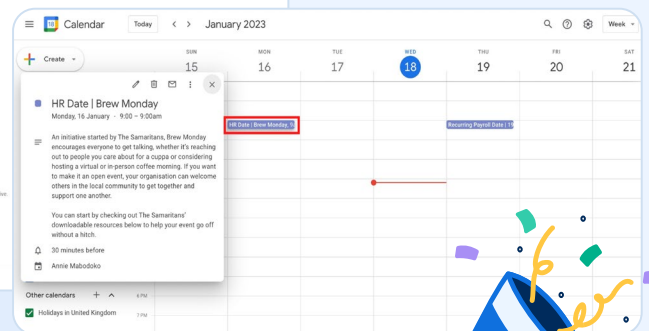 18
Calendar
Today
January 2023
Week
Create
SUN
MON
TUE
WED
THU
FRI
SAT
15
16
17
18
19
20
21
HR Date | Brew Monday
Monday, 16 January · 9:00 – 9:00am
An initiative started by The Samaritans, Brew Monday
encourages everyone to get talking, whether it's reaching
out to people you care about for a cuppa or considering
hosting a virtual or in-person coffee morning. If you want
to make it an open event, your organisation can welcome
others in the local community to get together and
support one another.
You can start by checking out The Samaritans'
downloadable resources below to help your event go off
without a hitch.
30 minutes before
Annie Mabodoko
HR Date | Brew Monday, 9
Recurring Payroll Date | 19
Other calendars
6 PM
Holidays in United Kingdom
7 PM